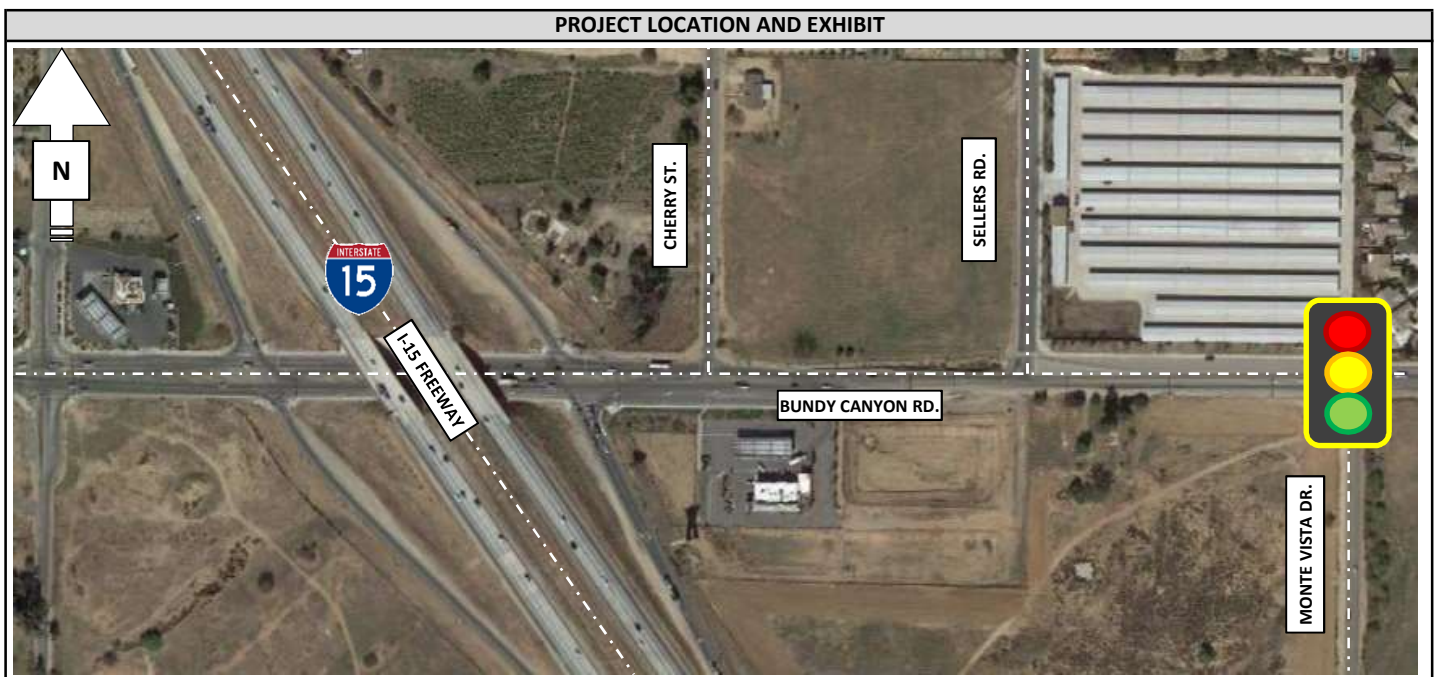 PROJECT LOCATION AND EXHIBIT
N
CHERRY ST.
SELLERS RD.
INTERSTATE
15
I-15 FREEWAY
BUNDY CANYON RD.
MONTE VISTA DR.